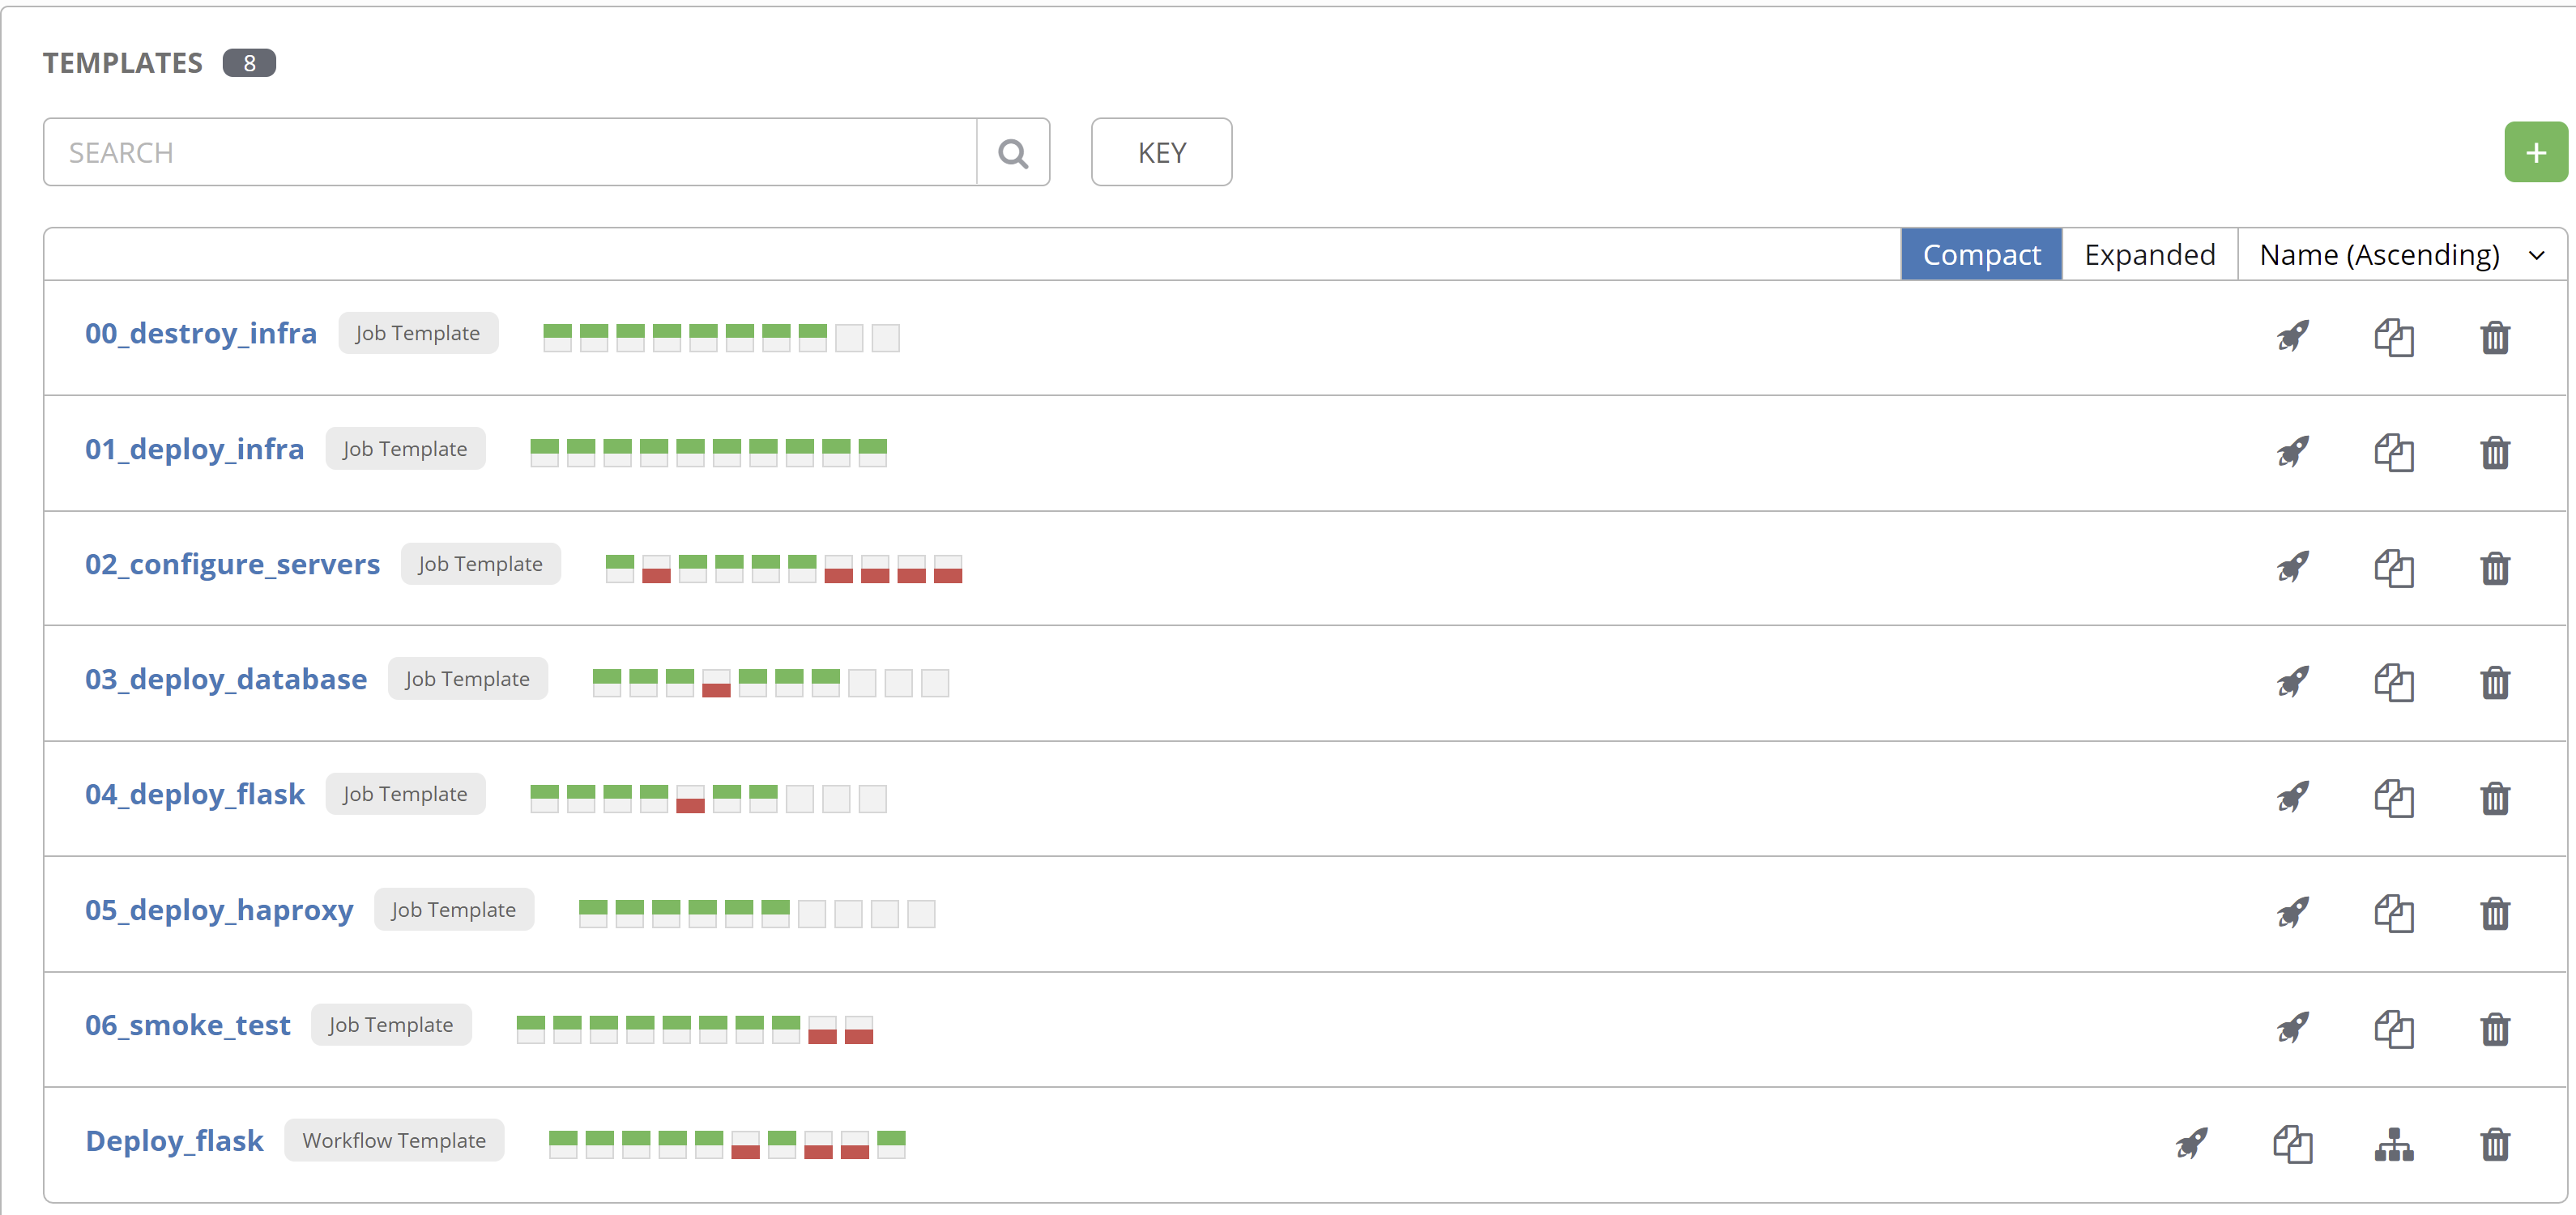 TEMPLATES 8
SEARCH KEY +
Compact Expanded Name (Ascending)
00_destroy_infra Job Template
01_deploy_infra Job Template
02_configure_servers Job Template
03_deploy_database Job Template
04_deploy_flask Job Template
05_deploy_haproxy Job Template
06_smoke_test Job Template
Deploy_flask Workflow Template